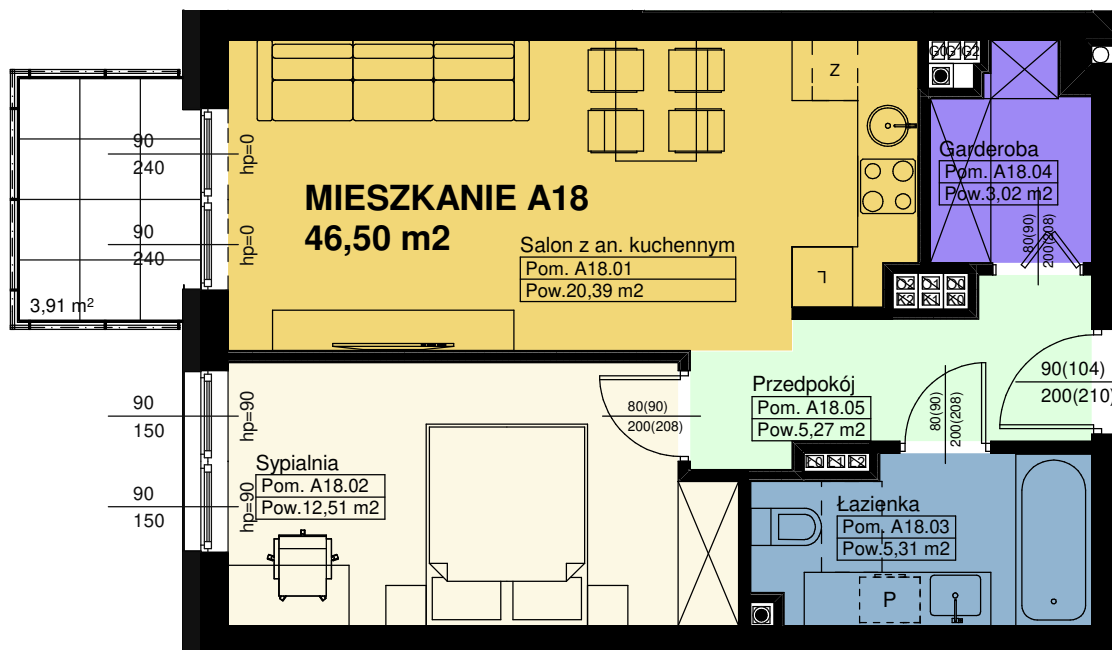 G0 G1 G2
Z
90
240
hp=0
Garderoba
Pom. A18.04
Pow.3,02 m2
MIESZKANIE A18
46,50 m2
80(90)
200(208)
90
240
hp=0
Salon z an. kuchennym
Pom. A18.01
Pow.20,39 m2
L
3,91 m²
90
150
hp=90
80(90)
200(208)
Przedpokój
Pom. A18.05
Pow.5,27 m2
80(90)
200(208)
90(104)
200(210)
Sypialnia
Pom. A18.02
Pow.12,51 m2
90
150
hp=90
Łazienka
Pom. A18.03
Pow.5,31 m2
P